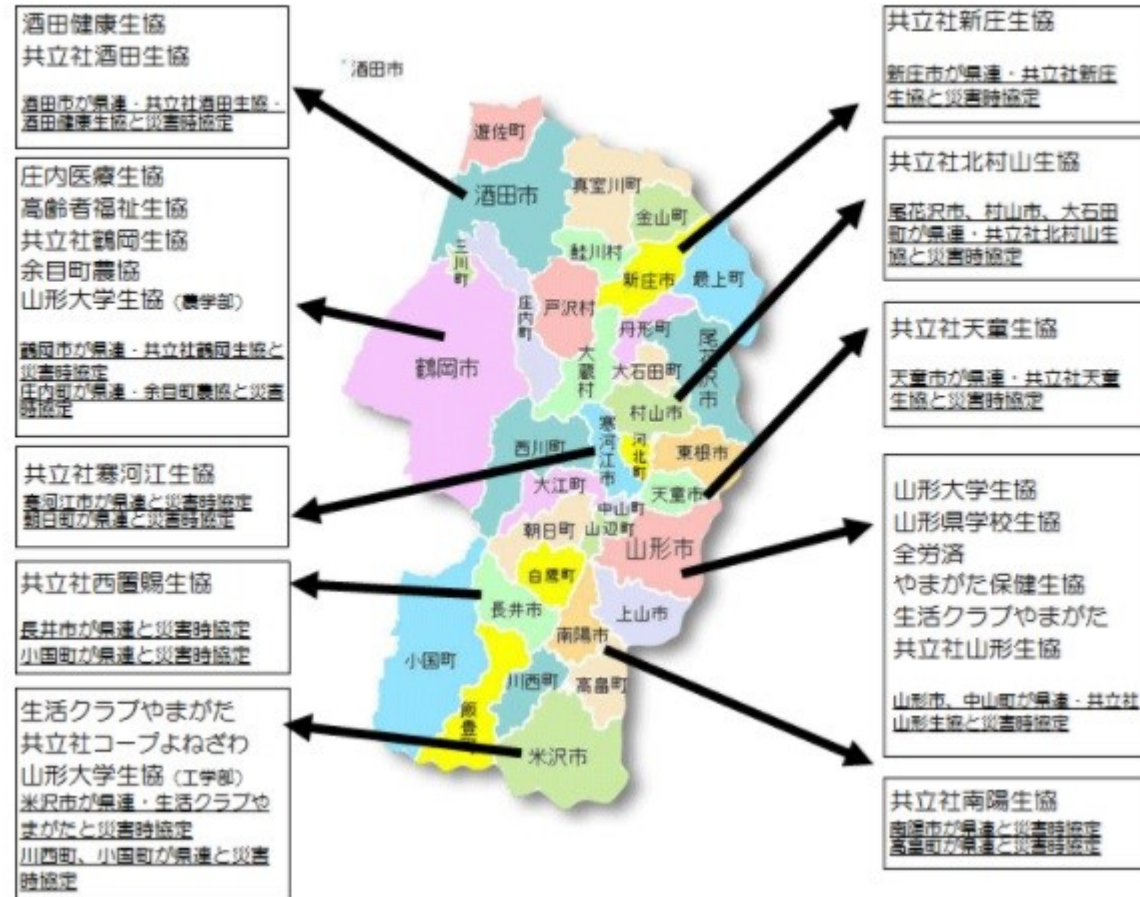 酒田健康生協
共立社酒田生協
酒田市が県連・共立社酒田生協・
酒田健康生協と災害時協定
庄内医療生協
高齢者福祉生協
共立社鶴岡生協
余目町農協
山形大学生協（農学部）
鶴岡市が県連・共立社鶴岡生協と
災害時協定
庄内町が県連・余目町農協と災害
時協定
共立社寒河江生協
寒河江市が県連と災害時協定
朝日町が県連と災害時協定
共立社西置賜生協
長井市が県連と災害時協定
小国町が県連と災害時協定
生活クラブやまがた
共立社コープよねざわ
山形大学生協（工学部）
米沢市が県連・生活クラブや
まがたと災害時協定
川西町、小国町が県連と災害
時協定
酒田市
遊佐町
酒田市
真室川町
金山町
三川町
鮭川村
新庄市
最上町
庄内町
戸沢村
舟形町
鶴岡市
大蔵村
大石田町
尾花沢市
村山市
西川町
寒河江市
河北町
東根市
大江町
天童市
中山町
朝日町
山辺町
山形市
白鷹町
長井市
上山市
南陽市
小国町
川西町
高畠町
飯豊町
米沢市
共立社新庄生協
新庄市が県連・共立社新庄
生協と災害時協定
共立社北村山生協
尾花沢市、村山市、大石田
町が県連・共立社北村山生
協と災害時協定
共立社天童生協
天童市が県連・共立社天童
生協と災害時協定
山形大学生協
山形県学校生協
全労済
やまがた保健生協
生活クラブやまがた
共立社山形生協
山形市、中山町が県連・共立社
山形生協と災害時協定
共立社南陽生協
南陽市が県連と災害時協定
高畠町が県連と災害時協定